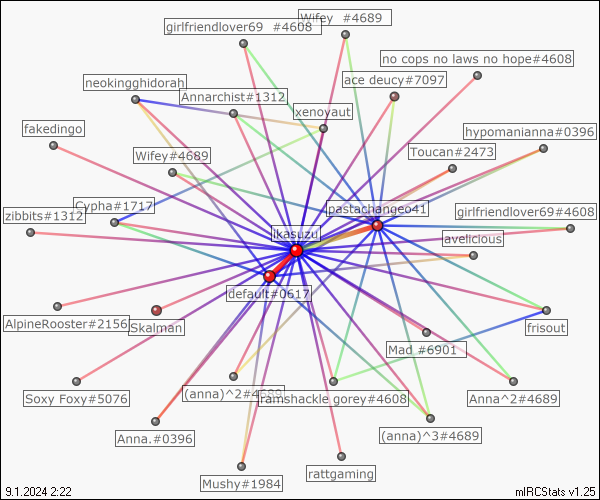 Wifey  #4689
girlfriendlover69  #4608
no cops no laws no hope#4608
neokingghidorah
ace deucy#7097
Annarchist#1312
xenoyaut
fakedingo
hypomanianna#0396
Wifey#4689
Toucan#2473
Cypha#1717
pastachangeo41
zibbits#1312
girlfriendlover69#4608
ikasuzu
avelicious
default#0617
AlpineRooster#2156
Skalman
frisout
Mad #6901
Soxy Foxy#5076
(anna)^2#4689
ramshackle gorey#4608
Anna^2#4689
Anna.#0396
(anna)^3#4689
rattgaming
Mushy#1984
9.1.2024 2:22
mIRCStats v1.25